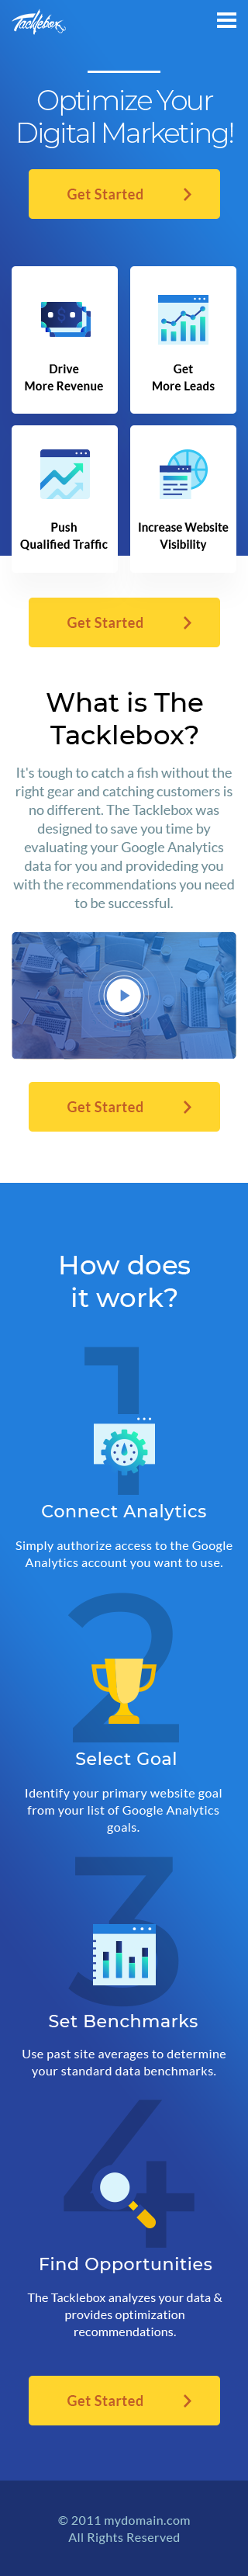 Tacklebox
Optimize Your
Digital Marketing!
Get Started
Drive
More Revenue
Get
More Leads
Push
Qualified Traffic
Increase Website
Visibility
Get Started
What is The
Tacklebox?
It's tough to catch a fish without the
right gear and catching customers is
no different. The Tacklebox was
designed to save you time by
evaluating your Google Analytics
data for you and provideding you
with the recommendations you need
to be successful.
Get Started
How does
it work?
1
Connect Analytics
Simply authorize access to the Google
Analytics account you want to use.
2
Select Goal
Identify your primary website goal
from your list of Google Analytics
goals.
3
Set Benchmarks
Use past site averages to determine
your standard data benchmarks.
4
Find Opportunities
The Tacklebox analyzes your data &
provides optimization
recommendations.
Get Started
© 2011 mydomain.com
All Rights Reserved